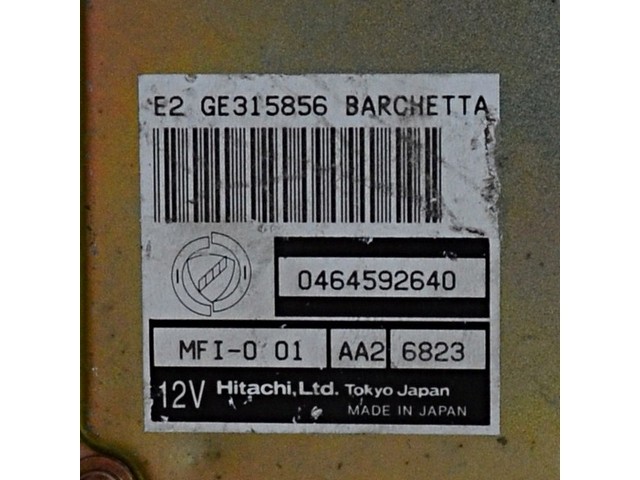 E2 GE315856 BARCHETTA
0464592640
MFI-0 01 AA2 6823
12V Hitachi, Ltd. Tokyo Japan
MADE IN JAPAN